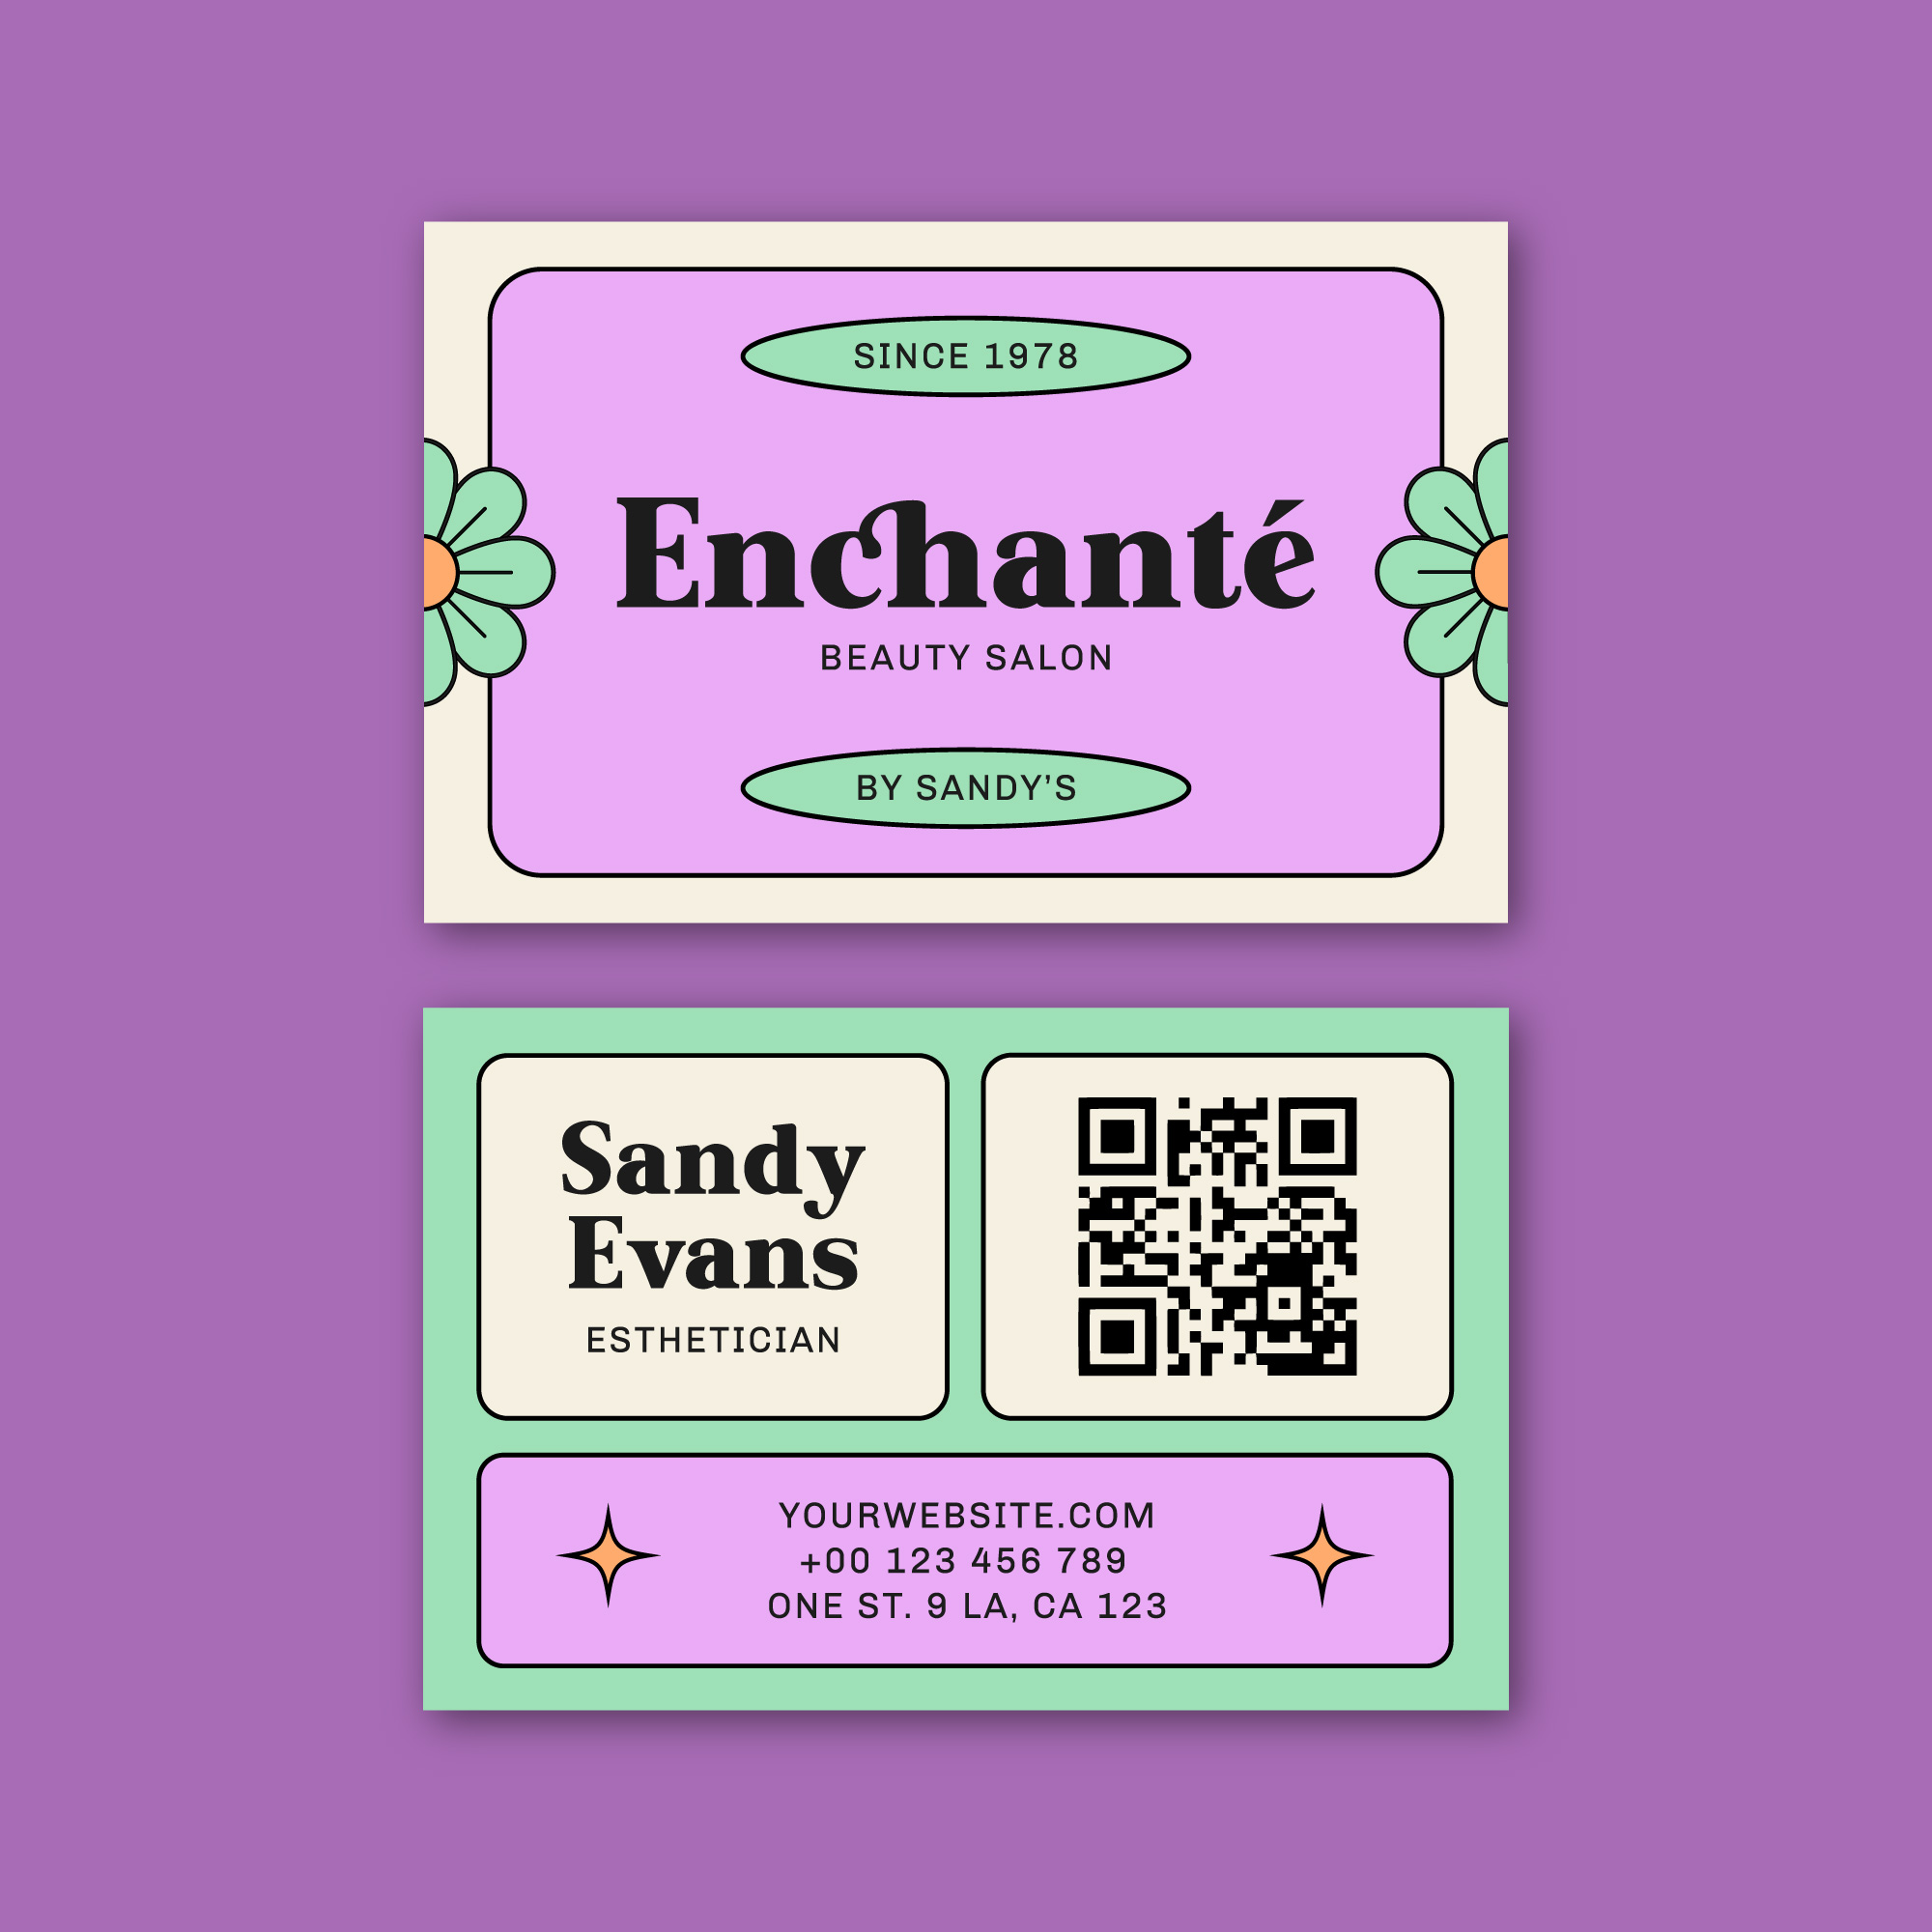 SINCE 1978
Enchanté
BEAUTY SALON
BY SANDY’S
Sandy
Evans
ESTHETICIAN
YOURWEBSITE.COM
+00 123 456 789
ONE ST. 9 LA, CA 123